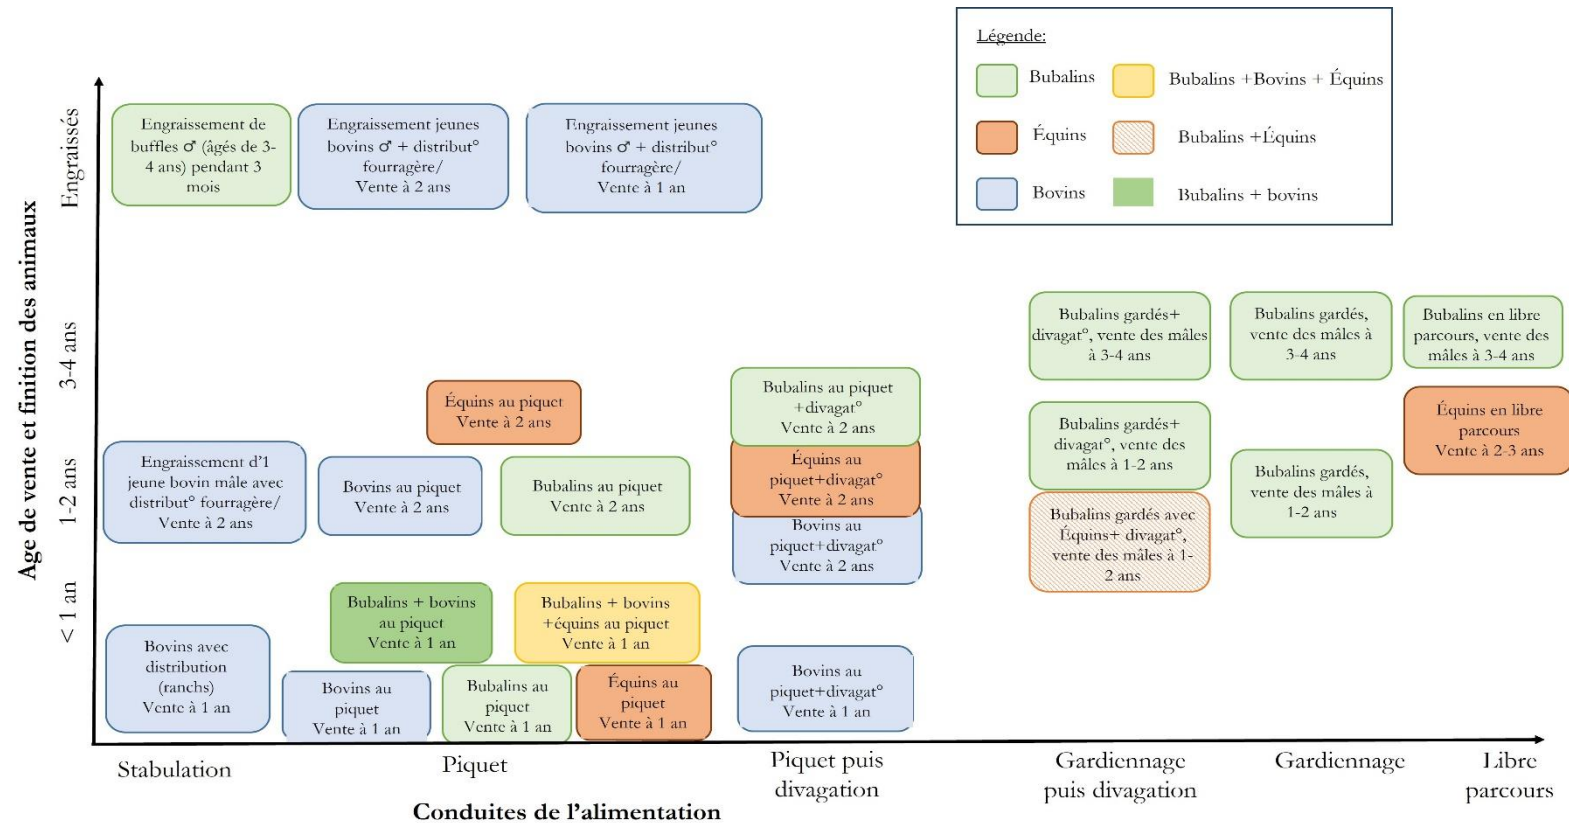 Légende:
Bubalins
Bubalins +Bovins + Équins
Équins
Bubalins +Équins
Bovins
Bubalins + bovins
Age de vente et finition des animaux
Engraissés
3-4 ans
1-2 ans
< 1 an
Engraissement de
buffles ♂ (âgés de 3-
4 ans) pendant 3
mois
Engraissement jeunes
bovins ♂ + distribut°
fourragère/
Vente à 2 ans
Engraissement jeunes
bovins ♂ + distribut°
fourragère/
Vente à 1 an
Bubalins gardés+
divagat°, vente des mâles
à 3-4 ans
Bubalins gardés,
vente des mâles à
3-4 ans
Bubalins en libre
parcours, vente des
mâles à 3-4 ans
Équins au piquet
Vente à 2 ans
Bubalins au piquet
+divagat°
Vente à 2 ans
Bubalins gardés+
divagat°, vente des
mâles à 1-2 ans
Équins en libre
parcours
Vente à 2-3 ans
Engraissement d'1
jeune bovin mâle avec
distribut° fourragère/
Vente à 2 ans
Bovins au piquet
Vente à 2 ans
Bubalins au piquet
Vente à 2 ans
Équins au
piquet+divagat°
Vente à 2 ans
Bubalins gardés,
vente des mâles à
1-2 ans
Bovins au
piquet+divagat°
Vente à 2 ans
Bubalins gardés avec
Équins+ divagat°,
vente des mâles à 1-
2 ans
Bubalins + bovins
au piquet
Vente à 1 an
Bubalins + bovins
+équins au piquet
Vente à 1 an
Bovins avec
distribution
(ranchs)
Vente à 1 an
Bovins au
piquet
Vente à 1 an
Bubalins au
piquet
Vente à 1 an
Équins au
piquet
Vente à 1 an
Bovins au
piquet+divagat°
Vente à 1 an
Stabulation
Piquet
Piquet puis
divagation
Gardiennage
puis divagation
Gardiennage
Libre
parcours
Conduites de l'alimentation